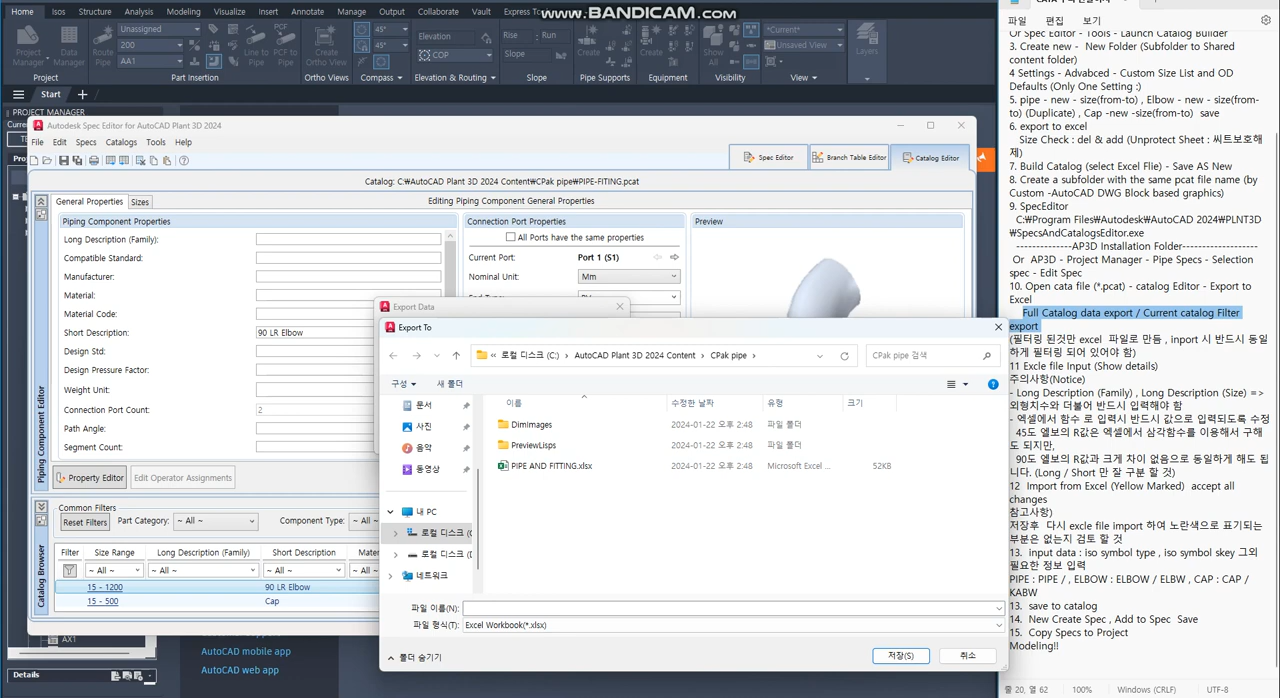 www.BANDICAM.com
Home Isos Structure Analysis Modeling Visualize Insert Annotate Manage Output Collaborate Vault Express To
Project Manager Data Manager
Project
Unassigned
200
AA1
Route Pipe
Line to Pipe PCF to Pipe
Part Insertion
Create Ortho View
Ortho Views
45°
45°
Compass
Elevation
COP
Elevation & Routing
Rise Run
Slope
Slope
Create
Pipe Supports
Create
Equipment
Show All
Visibility
*Current*
Unsaved View
View
Layers
Start
PROJECT MANAGER
Autodesk Spec Editor for AutoCAD Plant 3D 2024
File Edit Specs Catalogs Tools Help
Spec Editor Branch Table Editor Catalog Editor
Catalog: C:\AutoCAD Plant 3D 2024 Content\CPak pipe\PIPE-FITING.pcat
General Properties Sizes
Editing Piping Component General Properties
Piping Component Editor
Piping Component Properties
Long Description (Family):
Compatible Standard:
Manufacturer:
Material:
Material Code:
Short Description: 90 LR Elbow
Design Std:
Design Pressure Factor:
Weight Unit:
Connection Port Count: 2
Path Angle:
Segment Count:
Connection Port Properties
All Ports have the same properties
Current Port: Port 1 (S1)
Nominal Unit: Mm
Preview
Property Editor Edit Operator Assignments
Catalog Browser
Common Filters
Reset Filters Part Category: ~ All ~ Component Type: ~ All
Filter Size Range Long Description (Family) Short Description Mater
~ All ~ ~ All ~ ~ All ~ ~ All
15 - 1200 90 LR Elbow
15 - 500 Cap
AX1
Details
AutoCAD mobile app
AutoCAD web app
Export Data
Export To
« 로컬 디스크 (C:) › AutoCAD Plant 3D 2024 Content › CPak pipe ›
CPak pipe 검색
구성 새 폴더
문서
사진
음악
동영상
내 PC
로컬 디스크 (
로컬 디스크 (
네트워크
이름 수정한 날짜 유형 크기
DimImages 2024-01-22 오후 2:48 파일 폴더
PreviewLisps 2024-01-22 오후 2:48 파일 폴더
PIPE AND FITTING.xlsx 2024-01-22 오후 2:48 Microsoft Excel ... 52KB
파일 이름(N):
파일 형식(T): Excel Workbook(*.xlsx)
폴더 숨기기
저장(S) 취소
파일 편집 보기
Or Spec Editor - Tools - Launch Catalog Builder
3. Create new - New Folder (Subfolder to Shared
content folder)
4 Settings - Advabced - Custom Size List and OD
Defaults (Only One Setting :)
5. pipe - new - size(from-to) , Elbow - new - size(from-
to) (Duplicate) , Cap -new -size(from-to) save
6. export to excel
Size Check : del & add (Unprotect Sheet : 씨트보호해
제)
7. Build Catalog (select Excel Flie) - Save AS New
8. Create a subfolder with the same pcat file name (by
Custom -AutoCAD DWG Block based graphics)
9. SpecEditor
C:₩Program Files₩Autodesk₩AutoCAD 2024₩PLNT3D
₩SpecsAndCatalogsEditor.exe
--------------AP3D Installation Folder-------------------
Or AP3D - Project Manager - Pipe Specs - Selection
spec - Edit Spec
10. Open cata file (*.pcat) - catalog Editor - Export to
Excel
Full Catalog data export / Current catalog Filter
export
(필터링 된것만 excel 파일로 만듬 , inport 시 반드시 동일
하게 필터링 되어 있어야 함)
11 Excle file Input (Show details)
주의사항(Notice)
- Long Description (Family) , Long Description (Size) =>
외형치수와 더불어 반드시 입력해야 함
- 엑셀에서 함수 로 입력시 반드시 값으로 입력되도록 수정
45도 엘보의 R값은 엑셀에서 삼각함수를 이용해서 구해
도 되지만,
90도 엘보의 R값과 크게 차이 없음으로 동일하게 해도 됩
니다. (Long / Short 만 잘 구분 할 것)
12 Import from Excel (Yellow Marked) accept all
changes
참고사항)
저장후 다시 excle file import 하여 노란색으로 표기되는
부분은 없는지 검토 할 것
13. input data : iso symbol type , iso symbol skey 그외
필요한 정보 입력
PIPE : PIPE / , ELBOW : ELBOW / ELBW , CAP : CAP /
KABW
13. save to catalog
14. New Create Spec , Add to Spec Save
15. Copy Specs to Project
Modeling!!
줄 20, 열 62 100% Windows (CRLF) UTF-8